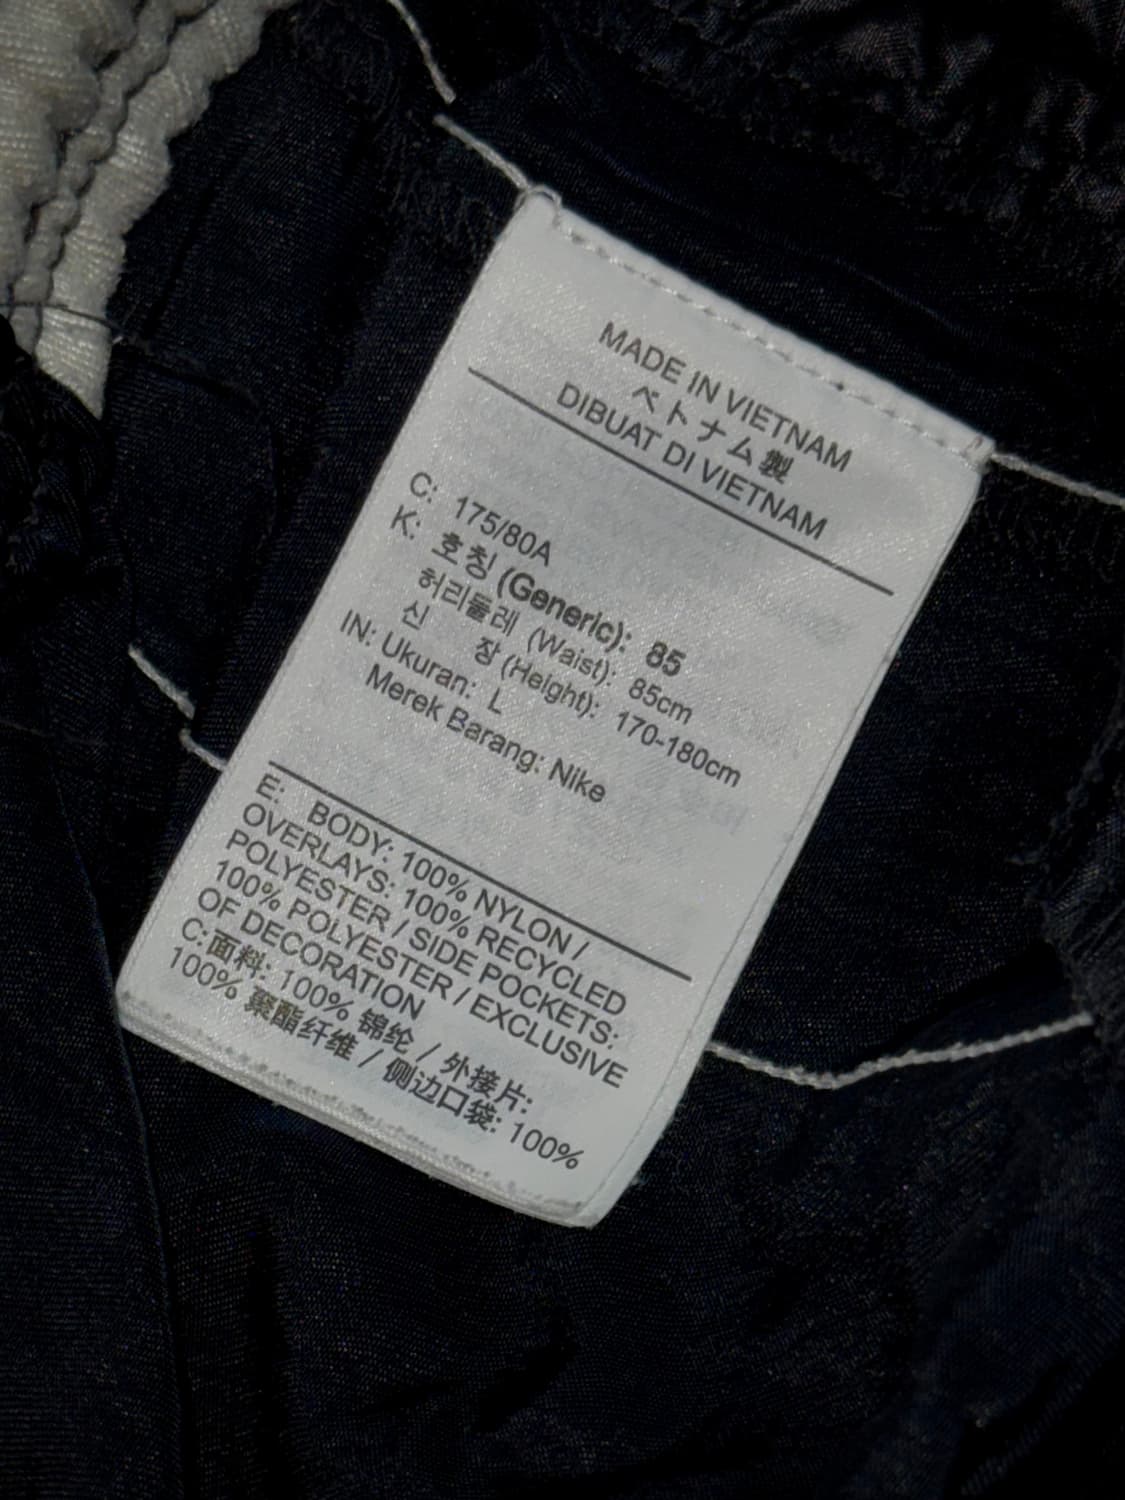 MADE IN VIETNAM
ベトナム製
DIBUAT DI VIETNAM
C: 175/80A
K: 호칭 (Generic): 85
허리둘레 (Waist): 85cm
신 장 (Height): 170-180cm
IN: Ukuran: L
Merek Barang: Nike
E: BODY: 100% NYLON /
OVERLAYS: 100% RECYCLED
POLYESTER / SIDE POCKETS:
100% POLYESTER / EXCLUSIVE
OF DECORATION
C: 面料: 100% 锦纶 / 外接片:
100% 聚酯纤维 / 侧边口袋: 100%